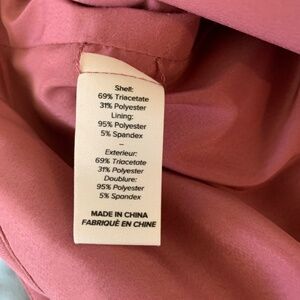 Shell:
69% Triacetate
31% Polyester
Lining:
95% Polyester
5% Spandex
–
Exterieur:
69% Triacetate
31% Polyester
Doublure:
95% Polyester
5% Spandex
MADE IN CHINA
FABRIQUÉ EN CHINE